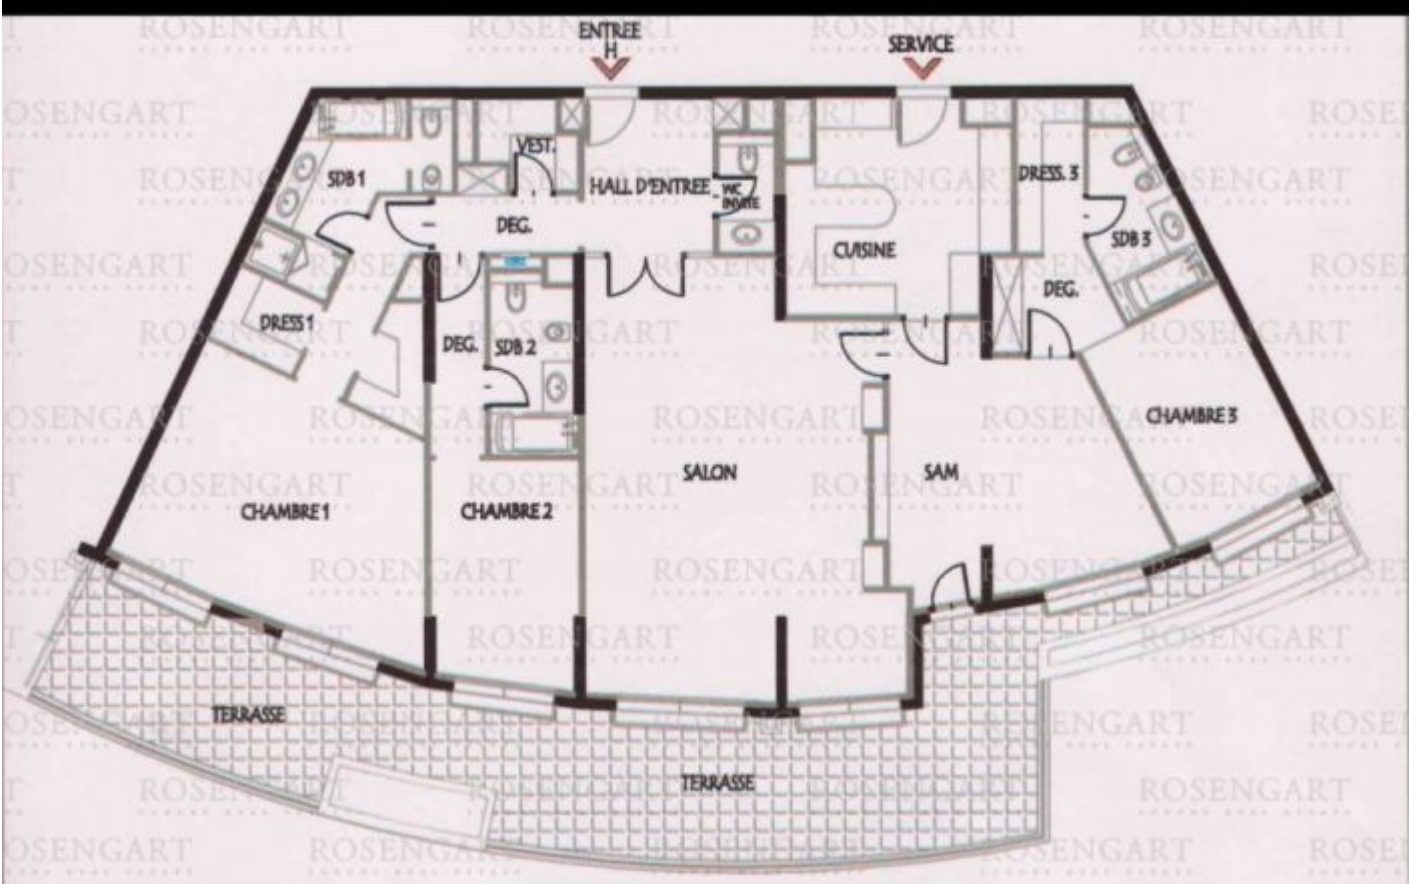 ENTREE
H
SERVICE
VEST.
SDB 1
HALL D'ENTREE
WC
INVITE
DRESS. 3
DEG.
CUISINE
SDB 3
DEG.
DRESS 1
DEG.
SDB 2
CHAMBRE 3
SALON
SAM
CHAMBRE 1
CHAMBRE 2
TERRASSE
TERRASSE
ROSENGART